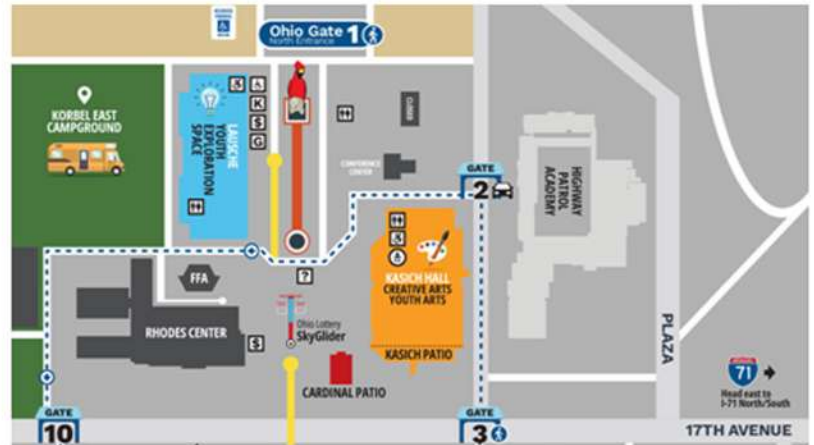 Ohio Gate 1
North Entrance
KORBEL EAST
CAMPGROUND
LAUSCHE
YOUTH
EXPLORATION
SPACE
K
$
G
CLOSED
CONFERENCE
CENTER
GATE
2
HIGHWAY
PATROL
ACADEMY
KASICH HALL
CREATIVE ARTS
YOUTH ARTS
?
FFA
RHODES CENTER
$
Ohio Lottery
SkyGlider
KASICH PATIO
CARDINAL PATIO
PLAZA
71
Head east to
I-71 North/South
GATE
10
GATE
3
17TH AVENUE